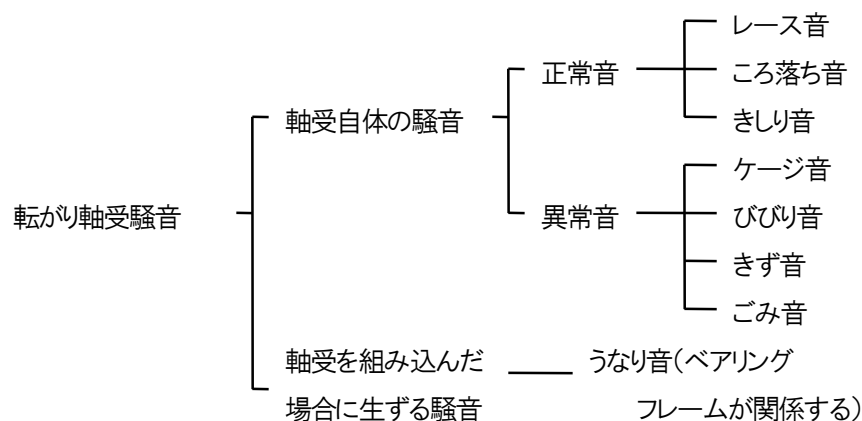 転がり軸受騒音
軸受自体の騒音
正常音
レース音
ころ落ち音
きしり音
異常音
ケージ音
びびり音
きず音
ごみ音
軸受を組み込んだ
場合に生ずる騒音
うなり音(ベアリング
フレームが関係する)